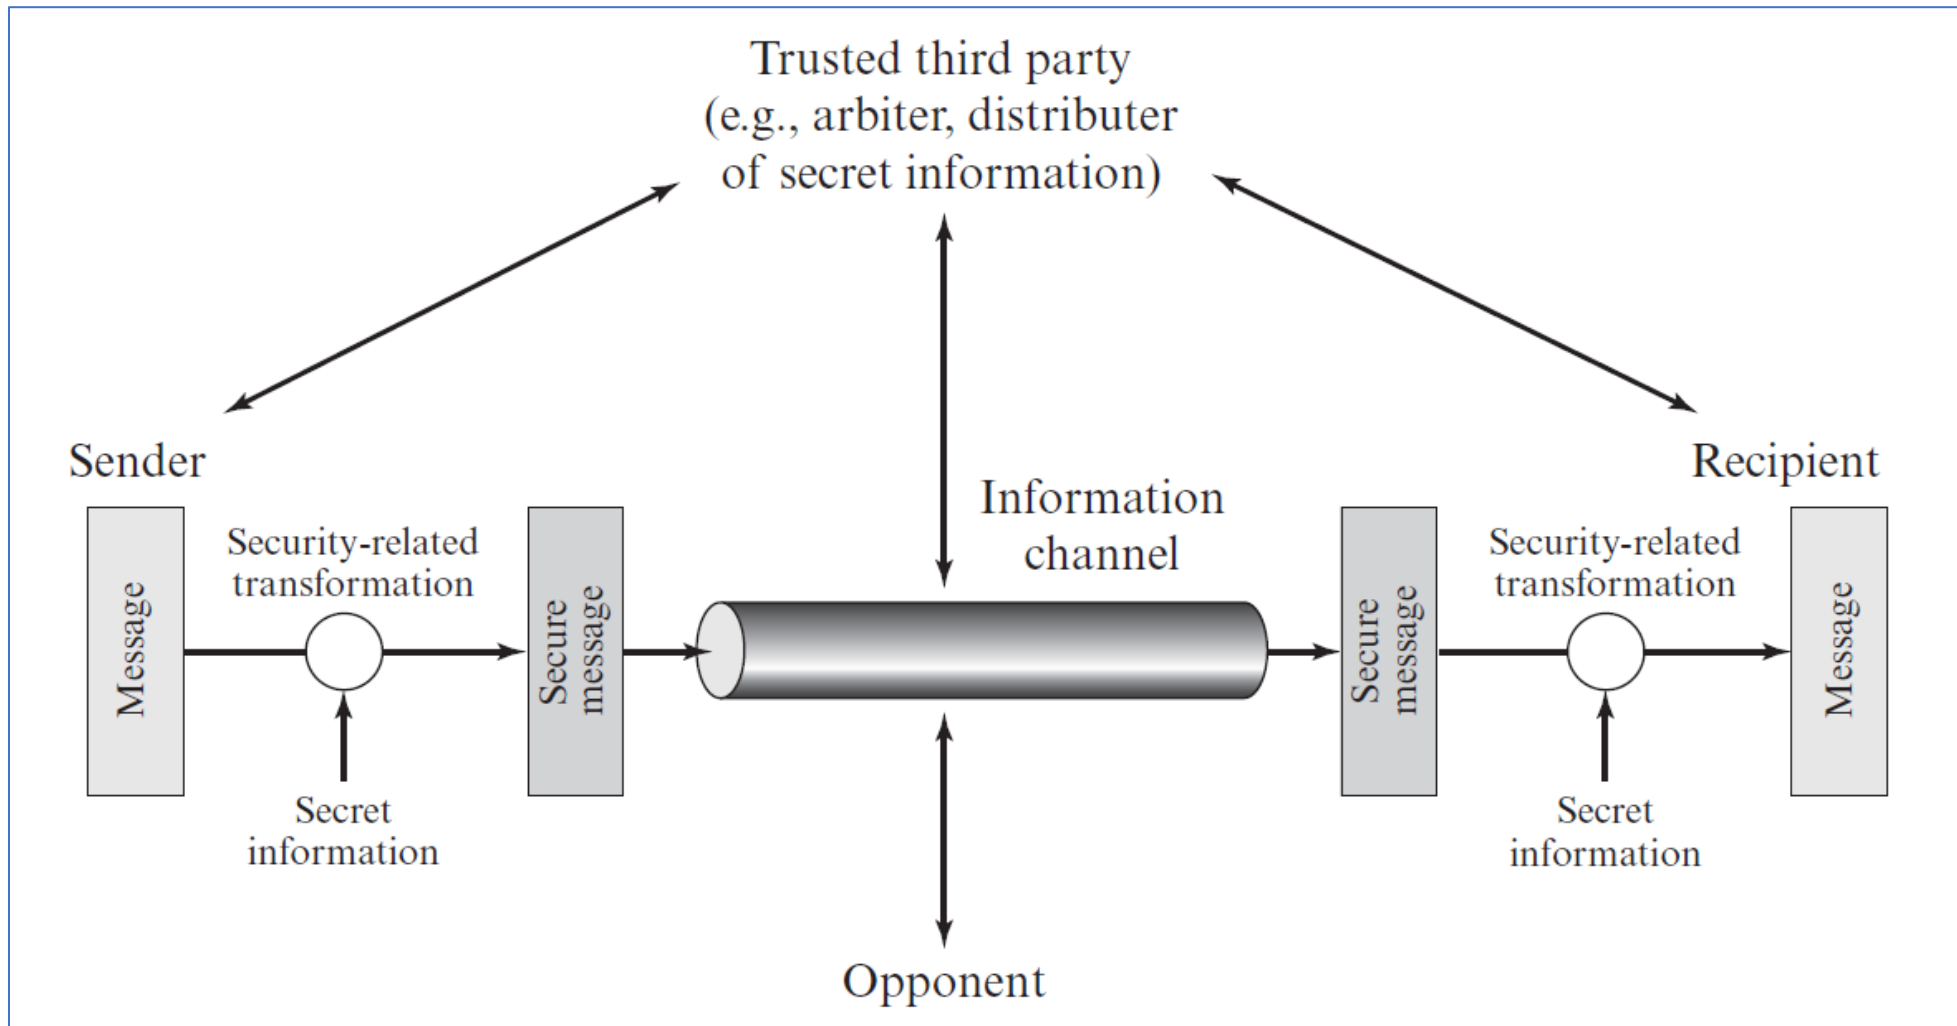 Trusted third party
(e.g., arbiter, distributer
of secret information)
Sender
Recipient
Information
channel
Security-related
transformation
Security-related
transformation
Message
Secure
message
Secure
message
Message
Secret
information
Secret
information
Opponent